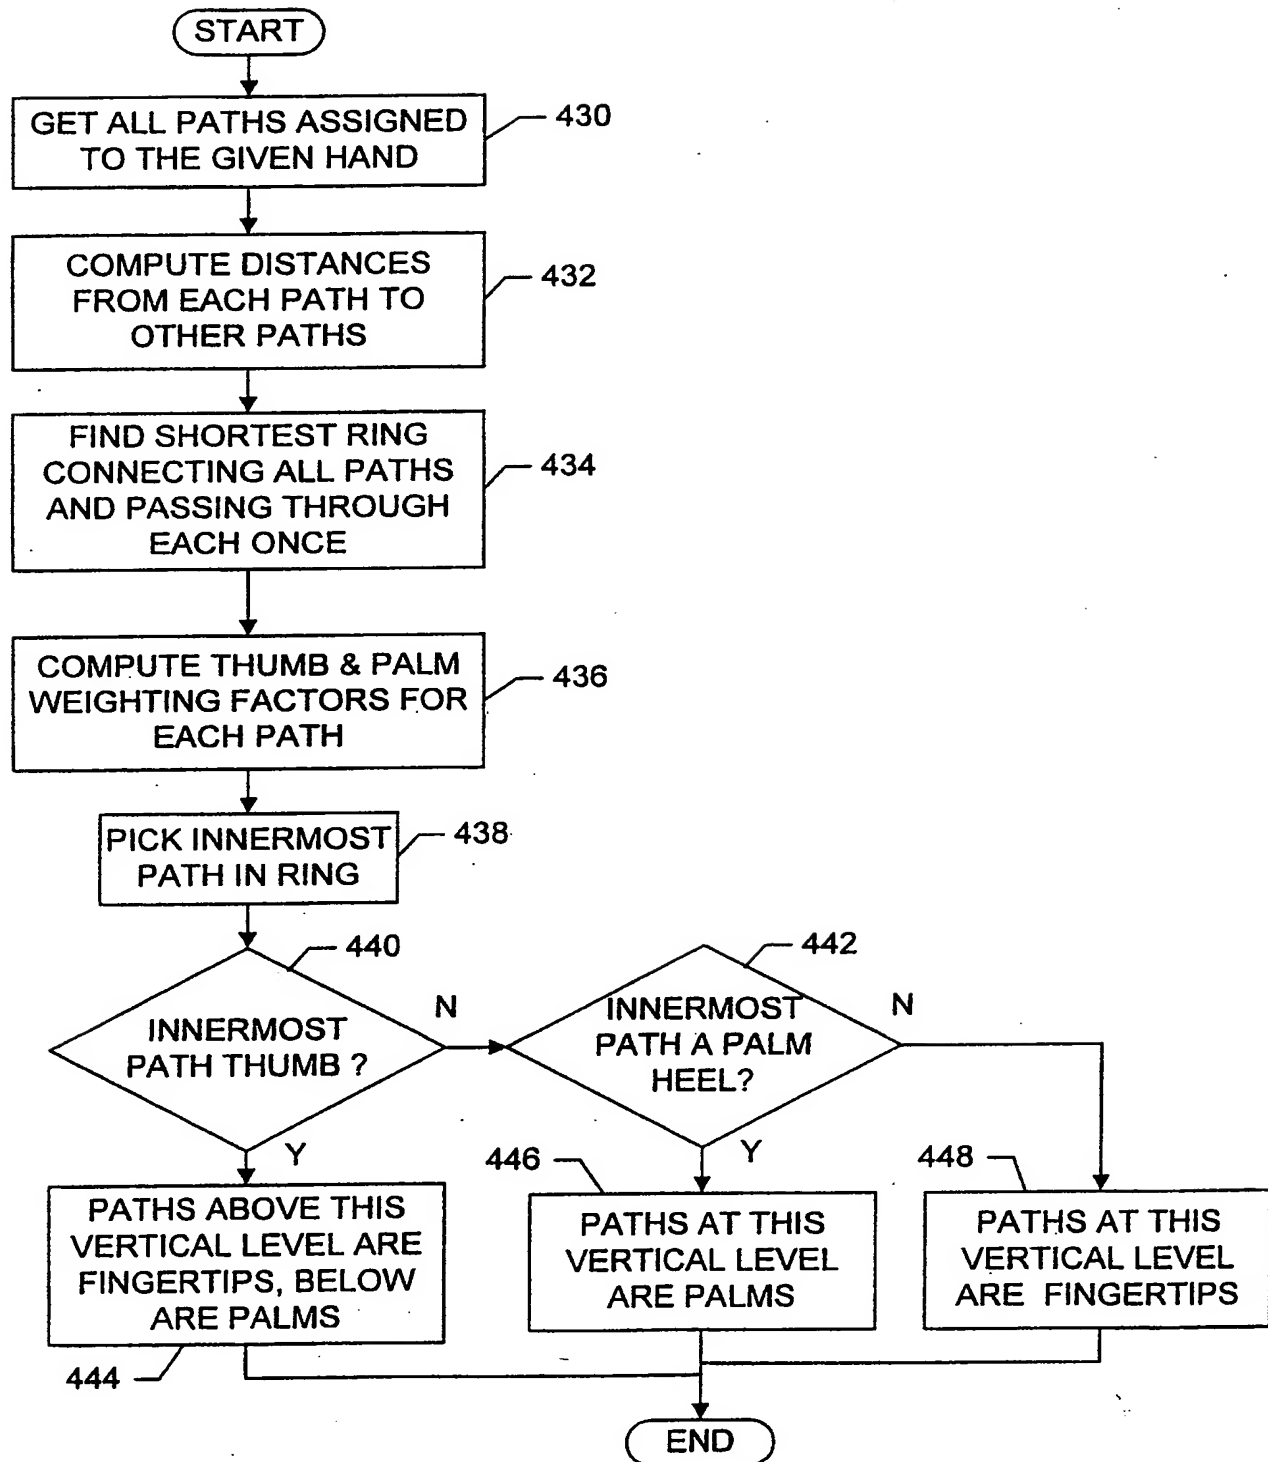 START
GET ALL PATHS ASSIGNED
TO THE GIVEN HAND
430
COMPUTE DISTANCES
FROM EACH PATH TO
OTHER PATHS
432
FIND SHORTEST RING
CONNECTING ALL PATHS
AND PASSING THROUGH
EACH ONCE
434
COMPUTE THUMB & PALM
WEIGHTING FACTORS FOR
EACH PATH
436
PICK INNERMOST
PATH IN RING
438
440
INNERMOST
PATH THUMB ?
N
Y
442
INNERMOST
PATH A PALM
HEEL?
N
Y
PATHS ABOVE THIS
VERTICAL LEVEL ARE
FINGERTIPS, BELOW
ARE PALMS
444
446
PATHS AT THIS
VERTICAL LEVEL
ARE PALMS
448
PATHS AT THIS
VERTICAL LEVEL
ARE FINGERTIPS
END